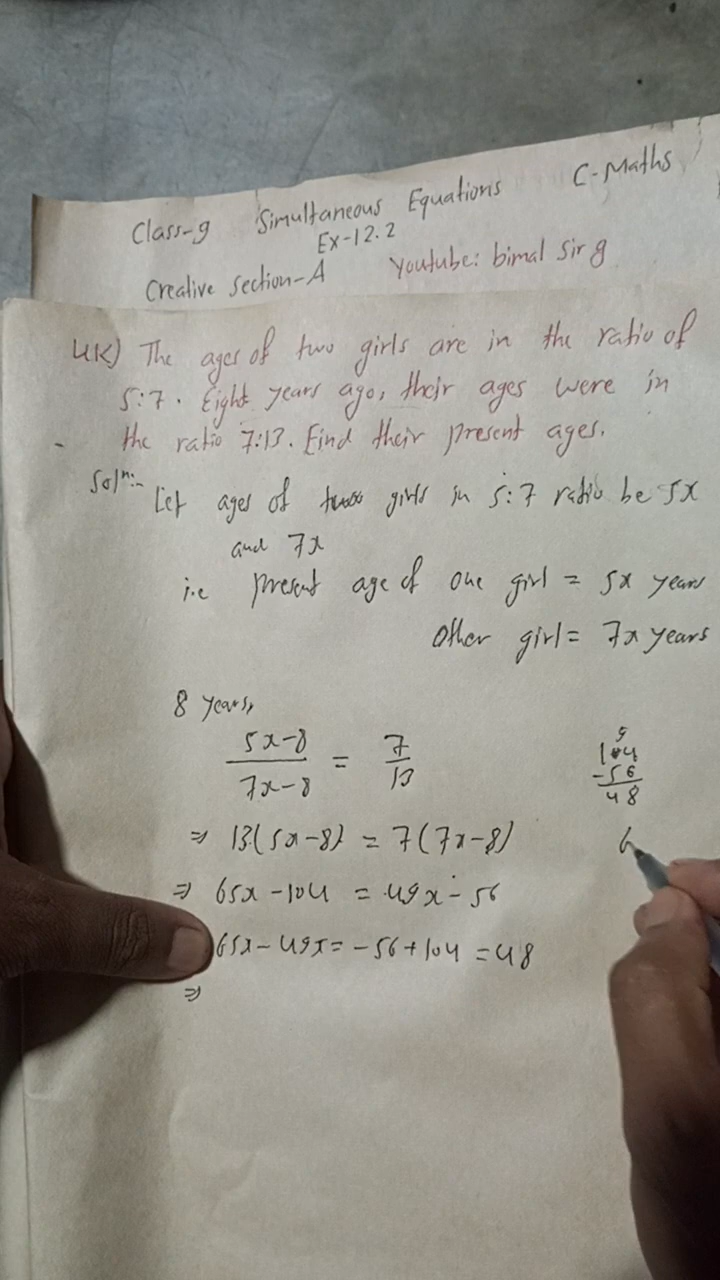 Class-9 Simultaneous Equations C-Maths
Ex-12.2
Creative section-A Youtube: bimal sir g
4k) The ages of two girls are in the ratio of
5:7. Eight years ago, their ages were in
the ratio 7:13. Find their present ages.
Solⁿ:- Let ages of girls in 5:7 ratio be 5x
and 7x
i.e present age of one girl = 5x years
Other girl = 7x years
8 years,
5x-8 / 7x-8 = 7/13
5
104
-56
48
⇒ 13(5x-8) = 7(7x-8)
6
⇒ 65x -104 = 49x - 56
65x - 49x = -56 + 104 = 48
⇒